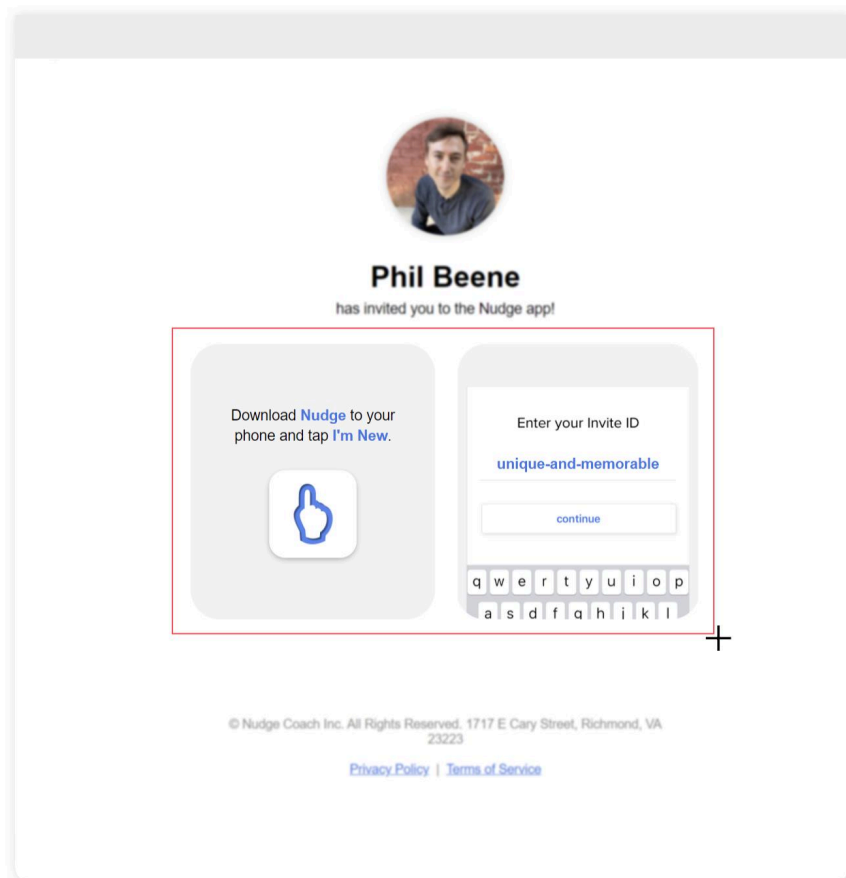 Phil Beene
has invited you to the Nudge app!
Download Nudge to your
phone and tap I'm New.
Enter your Invite ID
unique-and-memorable
continue
q w e r t y u i o p
a s d f g h j k l
© Nudge Coach Inc. All Rights Reserved. 1717 E Cary Street, Richmond, VA
23223
Privacy Policy | Terms of Service